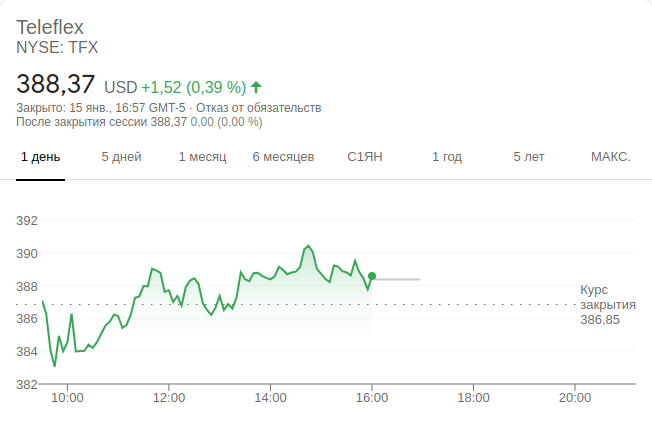 Teleflex
NYSE: TFX
388,37 USD +1,52 (0,39 %)
Закрыто: 15 янв., 16:57 GMT-5 · Отказ от обязательств
После закрытия сессии 388,37 0,00 (0,00 %)
1 день 5 дней 1 месяц 6 месяцев С1ЯН 1 год 5 лет МАКС.
392
390
388
386
384
382
Курс
закрытия
386,85
10:00 12:00 14:00 16:00 18:00 20:00